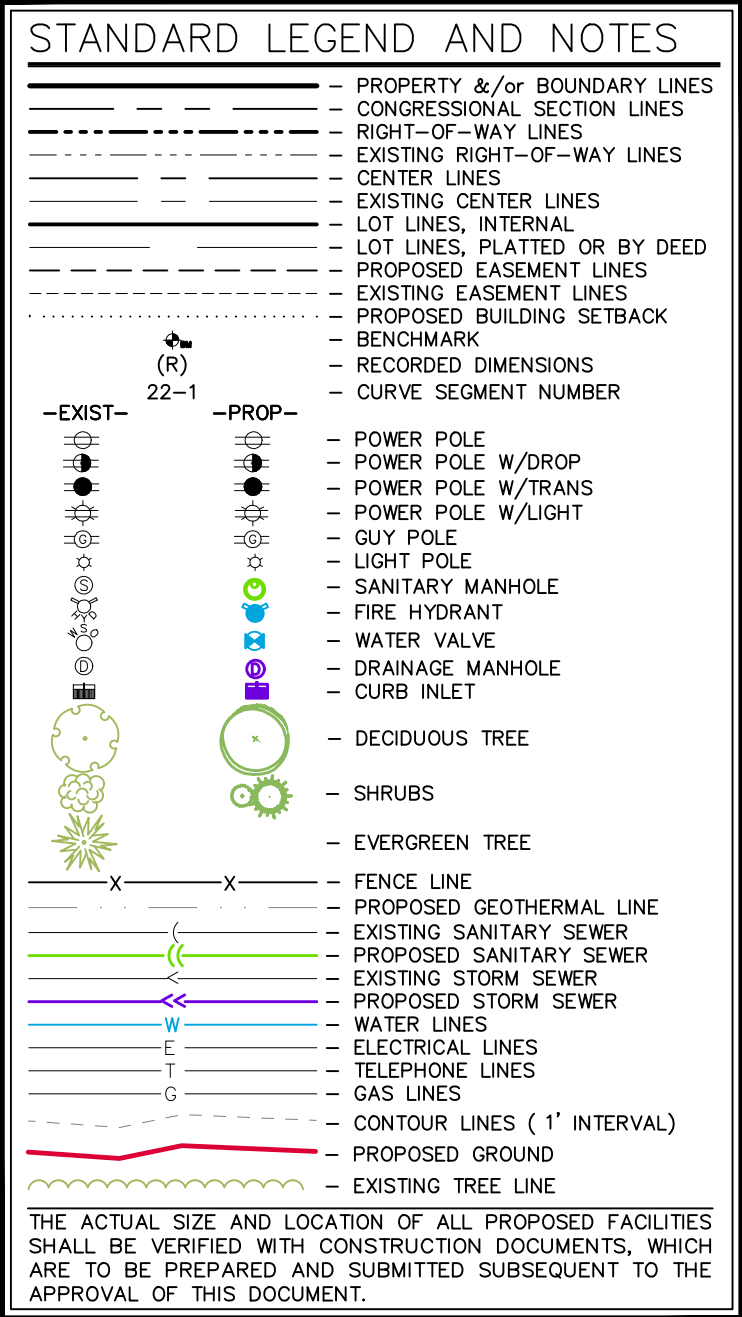 STANDARD LEGEND AND NOTES
– PROPERTY &/or BOUNDARY LINES
– CONGRESSIONAL SECTION LINES
– RIGHT–OF–WAY LINES
– EXISTING RIGHT–OF–WAY LINES
– CENTER LINES
– EXISTING CENTER LINES
– LOT LINES, INTERNAL
– LOT LINES, PLATTED OR BY DEED
– PROPOSED EASEMENT LINES
– EXISTING EASEMENT LINES
– PROPOSED BUILDING SETBACK
BM – BENCHMARK
(R) – RECORDED DIMENSIONS
22–1 – CURVE SEGMENT NUMBER
–EXIST– –PROP–
– POWER POLE
– POWER POLE W/DROP
– POWER POLE W/TRANS
– POWER POLE W/LIGHT
G G – GUY POLE
– LIGHT POLE
S – SANITARY MANHOLE
HYD – FIRE HYDRANT
WSO – WATER VALVE
D D – DRAINAGE MANHOLE
– CURB INLET
– DECIDUOUS TREE
– SHRUBS
– EVERGREEN TREE
X X – FENCE LINE
– PROPOSED GEOTHERMAL LINE
( – EXISTING SANITARY SEWER
(( – PROPOSED SANITARY SEWER
< – EXISTING STORM SEWER
<< – PROPOSED STORM SEWER
W – WATER LINES
E – ELECTRICAL LINES
T – TELEPHONE LINES
G – GAS LINES
– CONTOUR LINES ( 1' INTERVAL)
– PROPOSED GROUND
– EXISTING TREE LINE
THE ACTUAL SIZE AND LOCATION OF ALL PROPOSED FACILITIES
SHALL BE VERIFIED WITH CONSTRUCTION DOCUMENTS, WHICH
ARE TO BE PREPARED AND SUBMITTED SUBSEQUENT TO THE
APPROVAL OF THIS DOCUMENT.